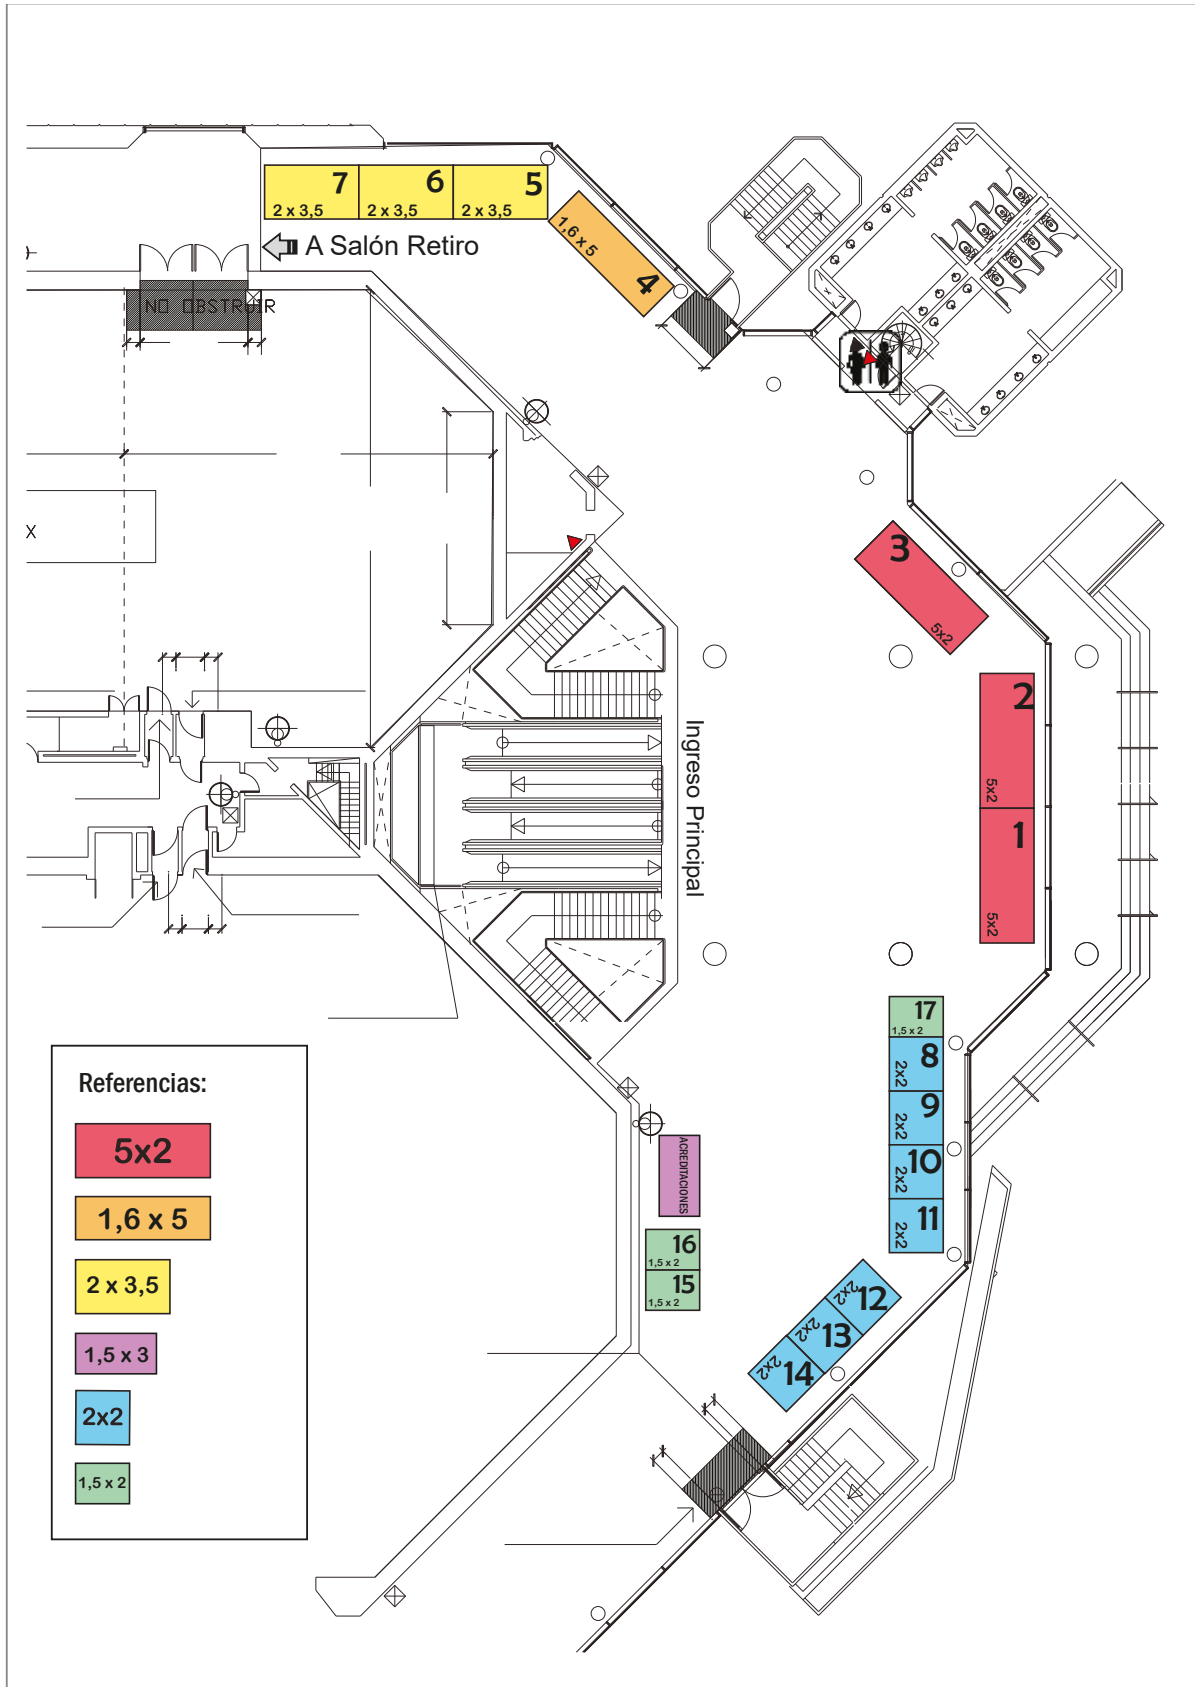 7
2 x 3,5
6
2 x 3,5
5
2 x 3,5
1,6 x 5
4
A Salón Retiro
NO OBSTRUIR
X
3
5x2
2
5x2
1
5x2
Ingreso Principal
17
1,5 x 2
8
2x2
9
2x2
10
2x2
11
2x2
12
2x2
13
2x2
14
2x2
ACREDITACIONES
16
1,5 x 2
15
1,5 x 2
Referencias:
5x2
1,6 x 5
2 x 3,5
1,5 x 3
2x2
1,5 x 2